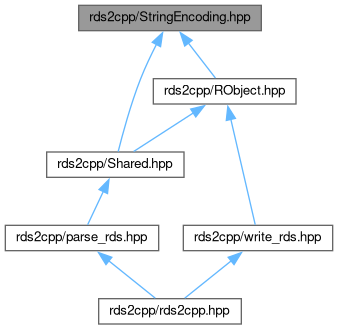 rds2cpp/StringEncoding.hpp
rds2cpp/RObject.hpp
rds2cpp/Shared.hpp
rds2cpp/parse_rds.hpp
rds2cpp/write_rds.hpp
rds2cpp/rds2cpp.hpp